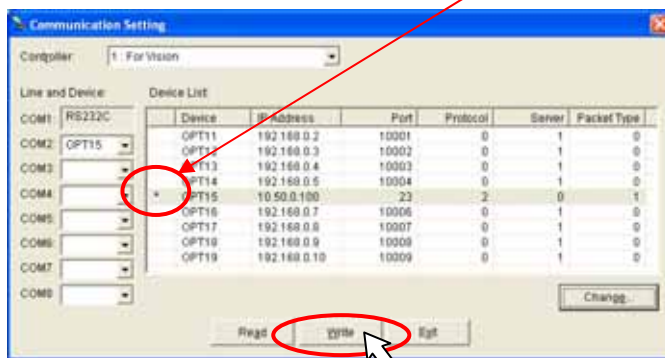 Communication Setting
Controller 1 : For Vision
Line and Device Device List
Device IP Address Port Protocol Server Packet Type
COM1 RS232C
COM2 OPT15
COM3
COM4
COM5
COM6
COM7
COM8
OPT11 192.168.0.2 10001 0 1 0
OPT12 192.168.0.3 10002 0 1 0
OPT13 192.168.0.4 10003 0 1 0
OPT14 192.168.0.5 10004 0 1 0
* OPT15 10.50.0.100 23 2 0 1
OPT16 192.168.0.7 10006 0 1 0
OPT17 192.168.0.8 10007 0 1 0
OPT18 192.168.0.9 10008 0 1 0
OPT19 192.168.0.10 10009 0 1 0
Change..
Read Write Exit